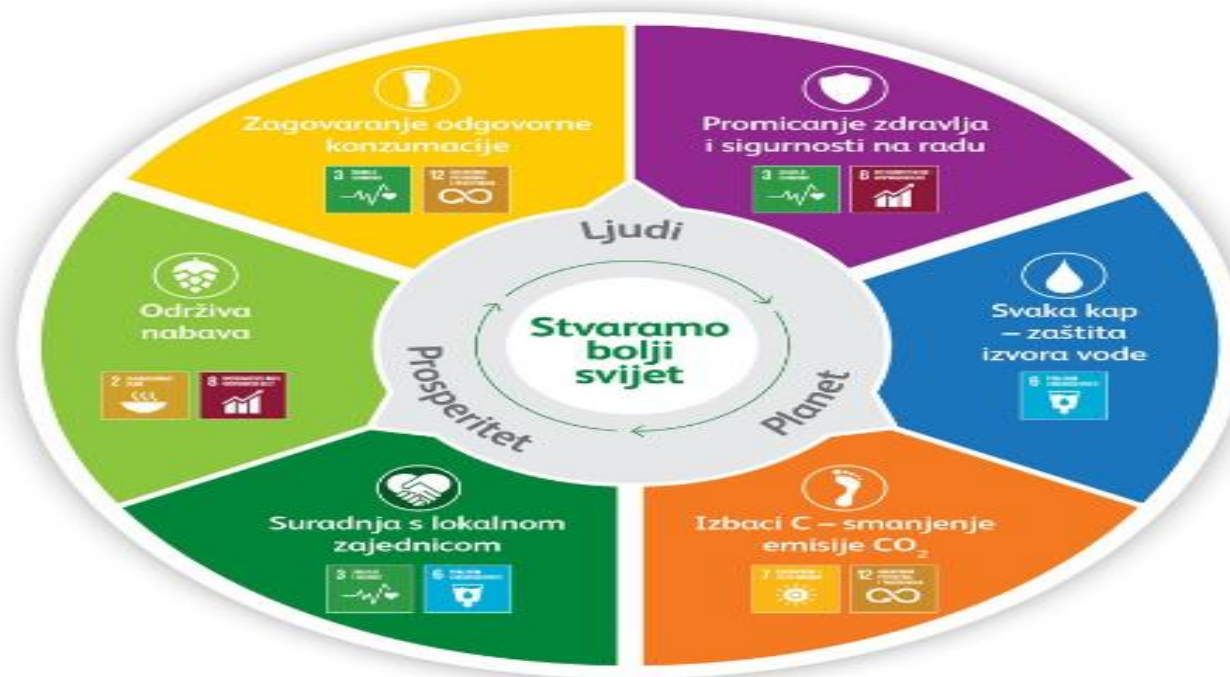 Zagovaranje odgovorne
konzumacije
3
12
Promicanje zdravlja
i sigurnosti na radu
3
8
Svaka kap
– zaštita
izvora vode
6
Izbaci C – smanjenje
emisije CO₂
7
12
Suradnja s lokalnom
zajednicom
3
6
Održiva
nabava
2
8
Ljudi
Planet
Prosperitet
Stvaramo
bolji
svijet